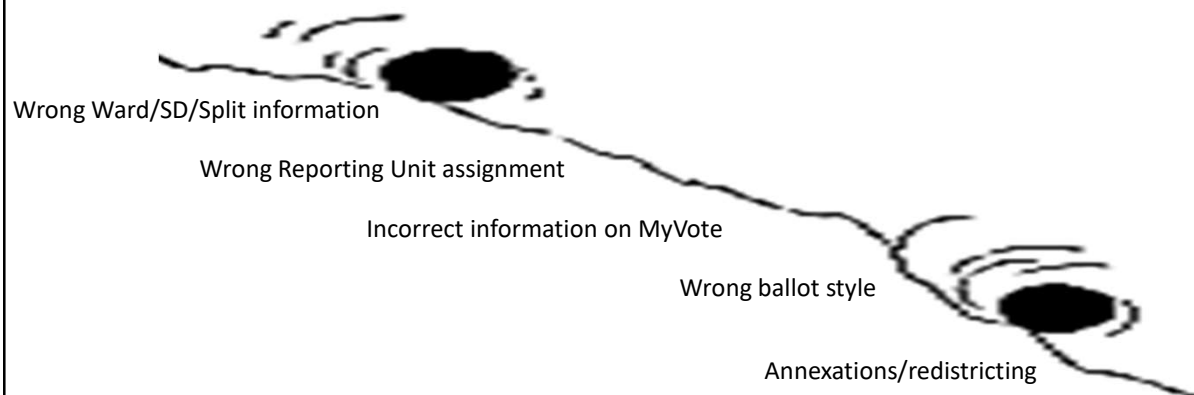 Wrong Ward/SD/Split information
Wrong Reporting Unit assignment
Incorrect information on MyVote
Wrong ballot style
Annexations/redistricting